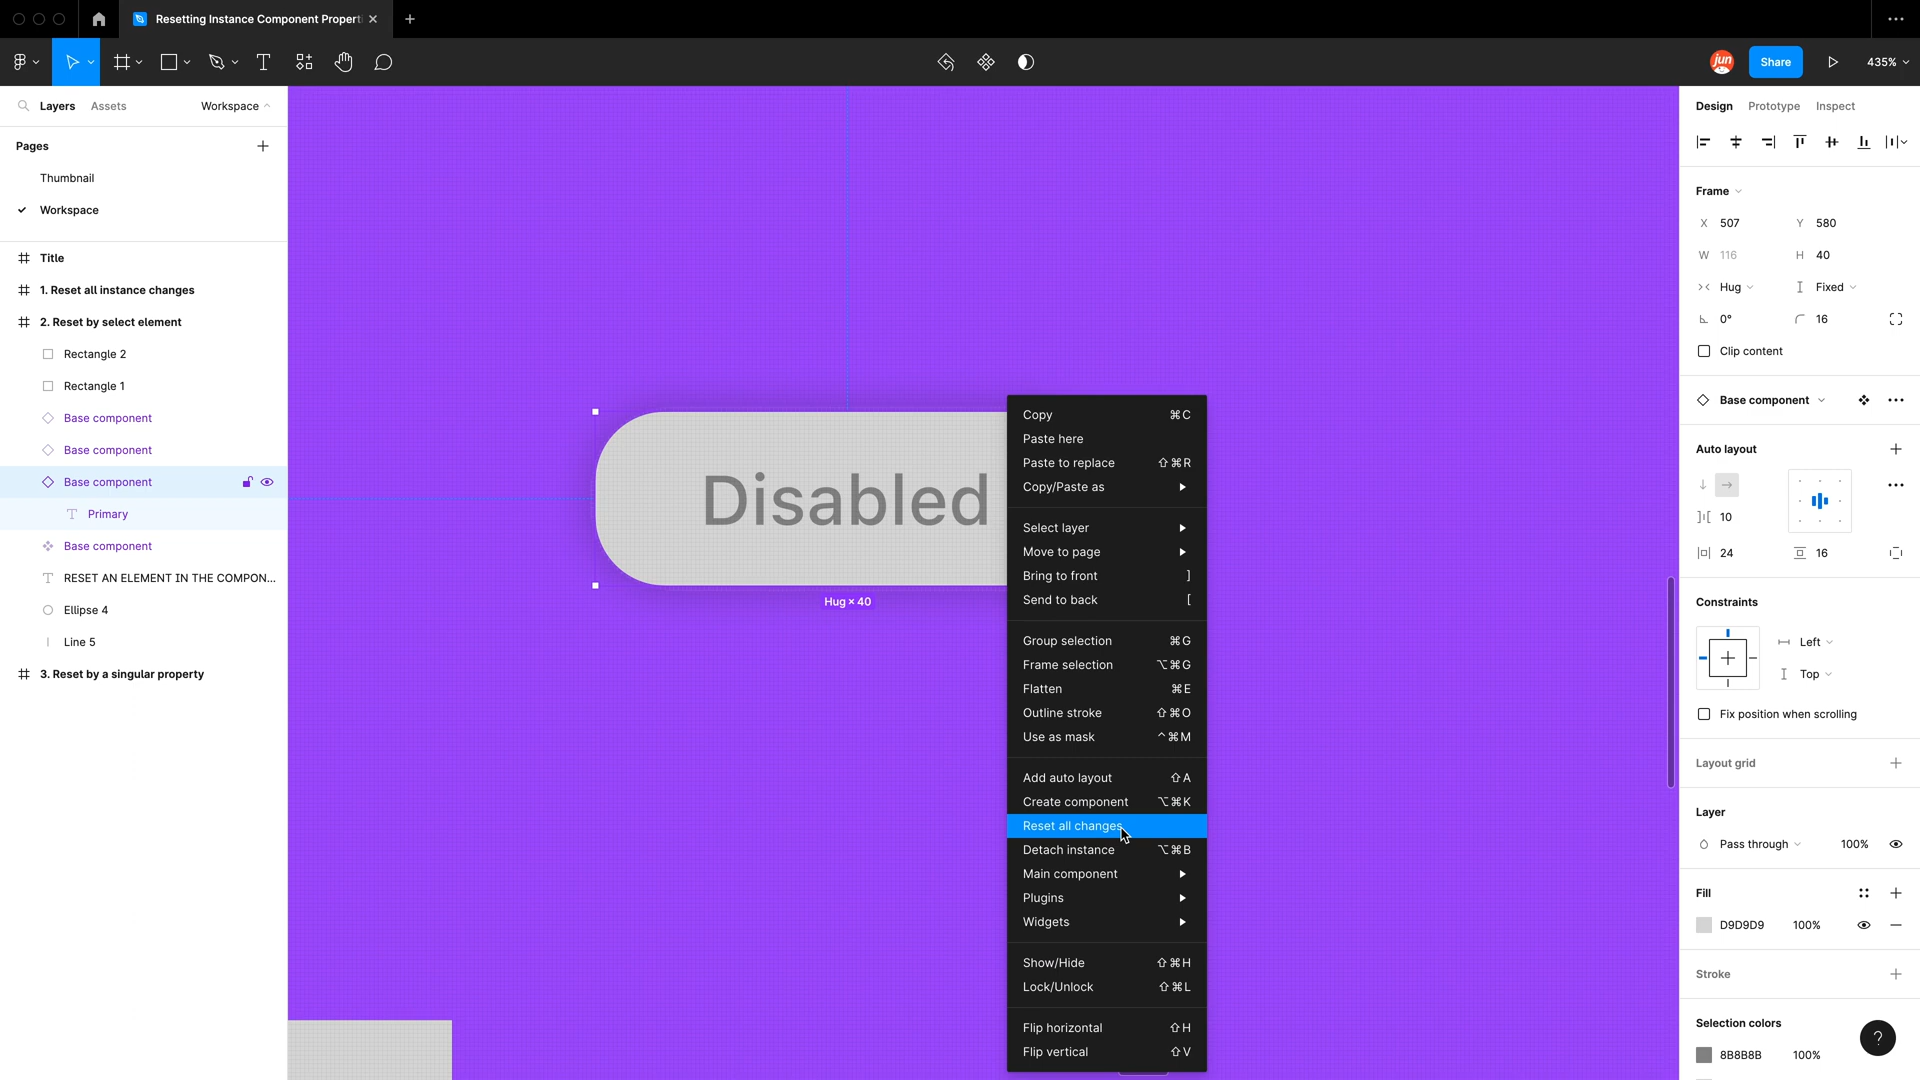 Resetting Instance Component Propert
jun
Share
435%
Layers
Assets
Workspace
Pages
Thumbnail
Workspace
Title
1. Reset all instance changes
2. Reset by select element
Rectangle 2
Rectangle 1
Base component
Base component
Base component
Primary
Base component
RESET AN ELEMENT IN THE COMPON...
Ellipse 4
Line 5
3. Reset by a singular property
Disabled
Hug × 40
Copy ⌘C
Paste here
Paste to replace ⇧⌘R
Copy/Paste as
Select layer
Move to page
Bring to front ]
Send to back [
Group selection ⌘G
Frame selection ⌥⌘G
Flatten ⌘E
Outline stroke ⇧⌘O
Use as mask ^⌘M
Add auto layout ⇧A
Create component ⌥⌘K
Reset all changes
Detach instance ⌥⌘B
Main component
Plugins
Widgets
Show/Hide ⇧⌘H
Lock/Unlock ⇧⌘L
Flip horizontal ⇧H
Flip vertical ⇧V
Design
Prototype
Inspect
Frame
X 507 Y 580
W 116 H 40
Hug Fixed
0° 16
Clip content
Base component
Auto layout
10
24 16
Constraints
Left
Top
Fix position when scrolling
Layout grid
Layer
Pass through 100%
Fill
D9D9D9 100%
Stroke
Selection colors
8B8B8B 100%
?